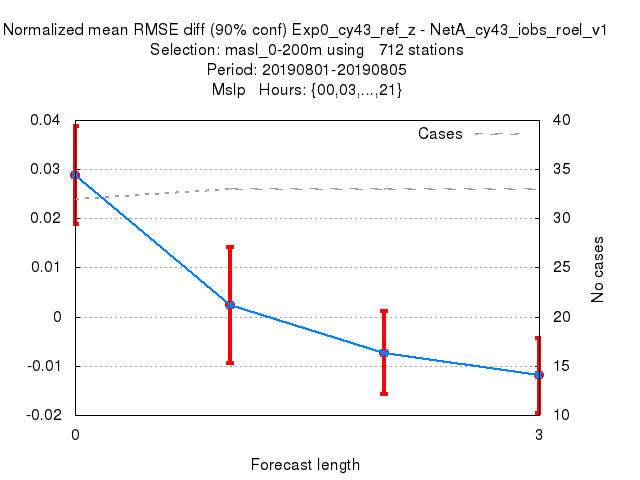 Normalized mean RMSE diff (90% conf) Exp0_cy43_ref_z - NetA_cy43_iobs_roel_v1
Selection: masl_0-200m using 712 stations
Period: 20190801-20190805
Mslp Hours: {00,03,...,21}
Cases
0.04
0.03
0.02
0.01
0
-0.01
-0.02
40
35
30
25
20
15
10
No cases
0
3
Forecast length